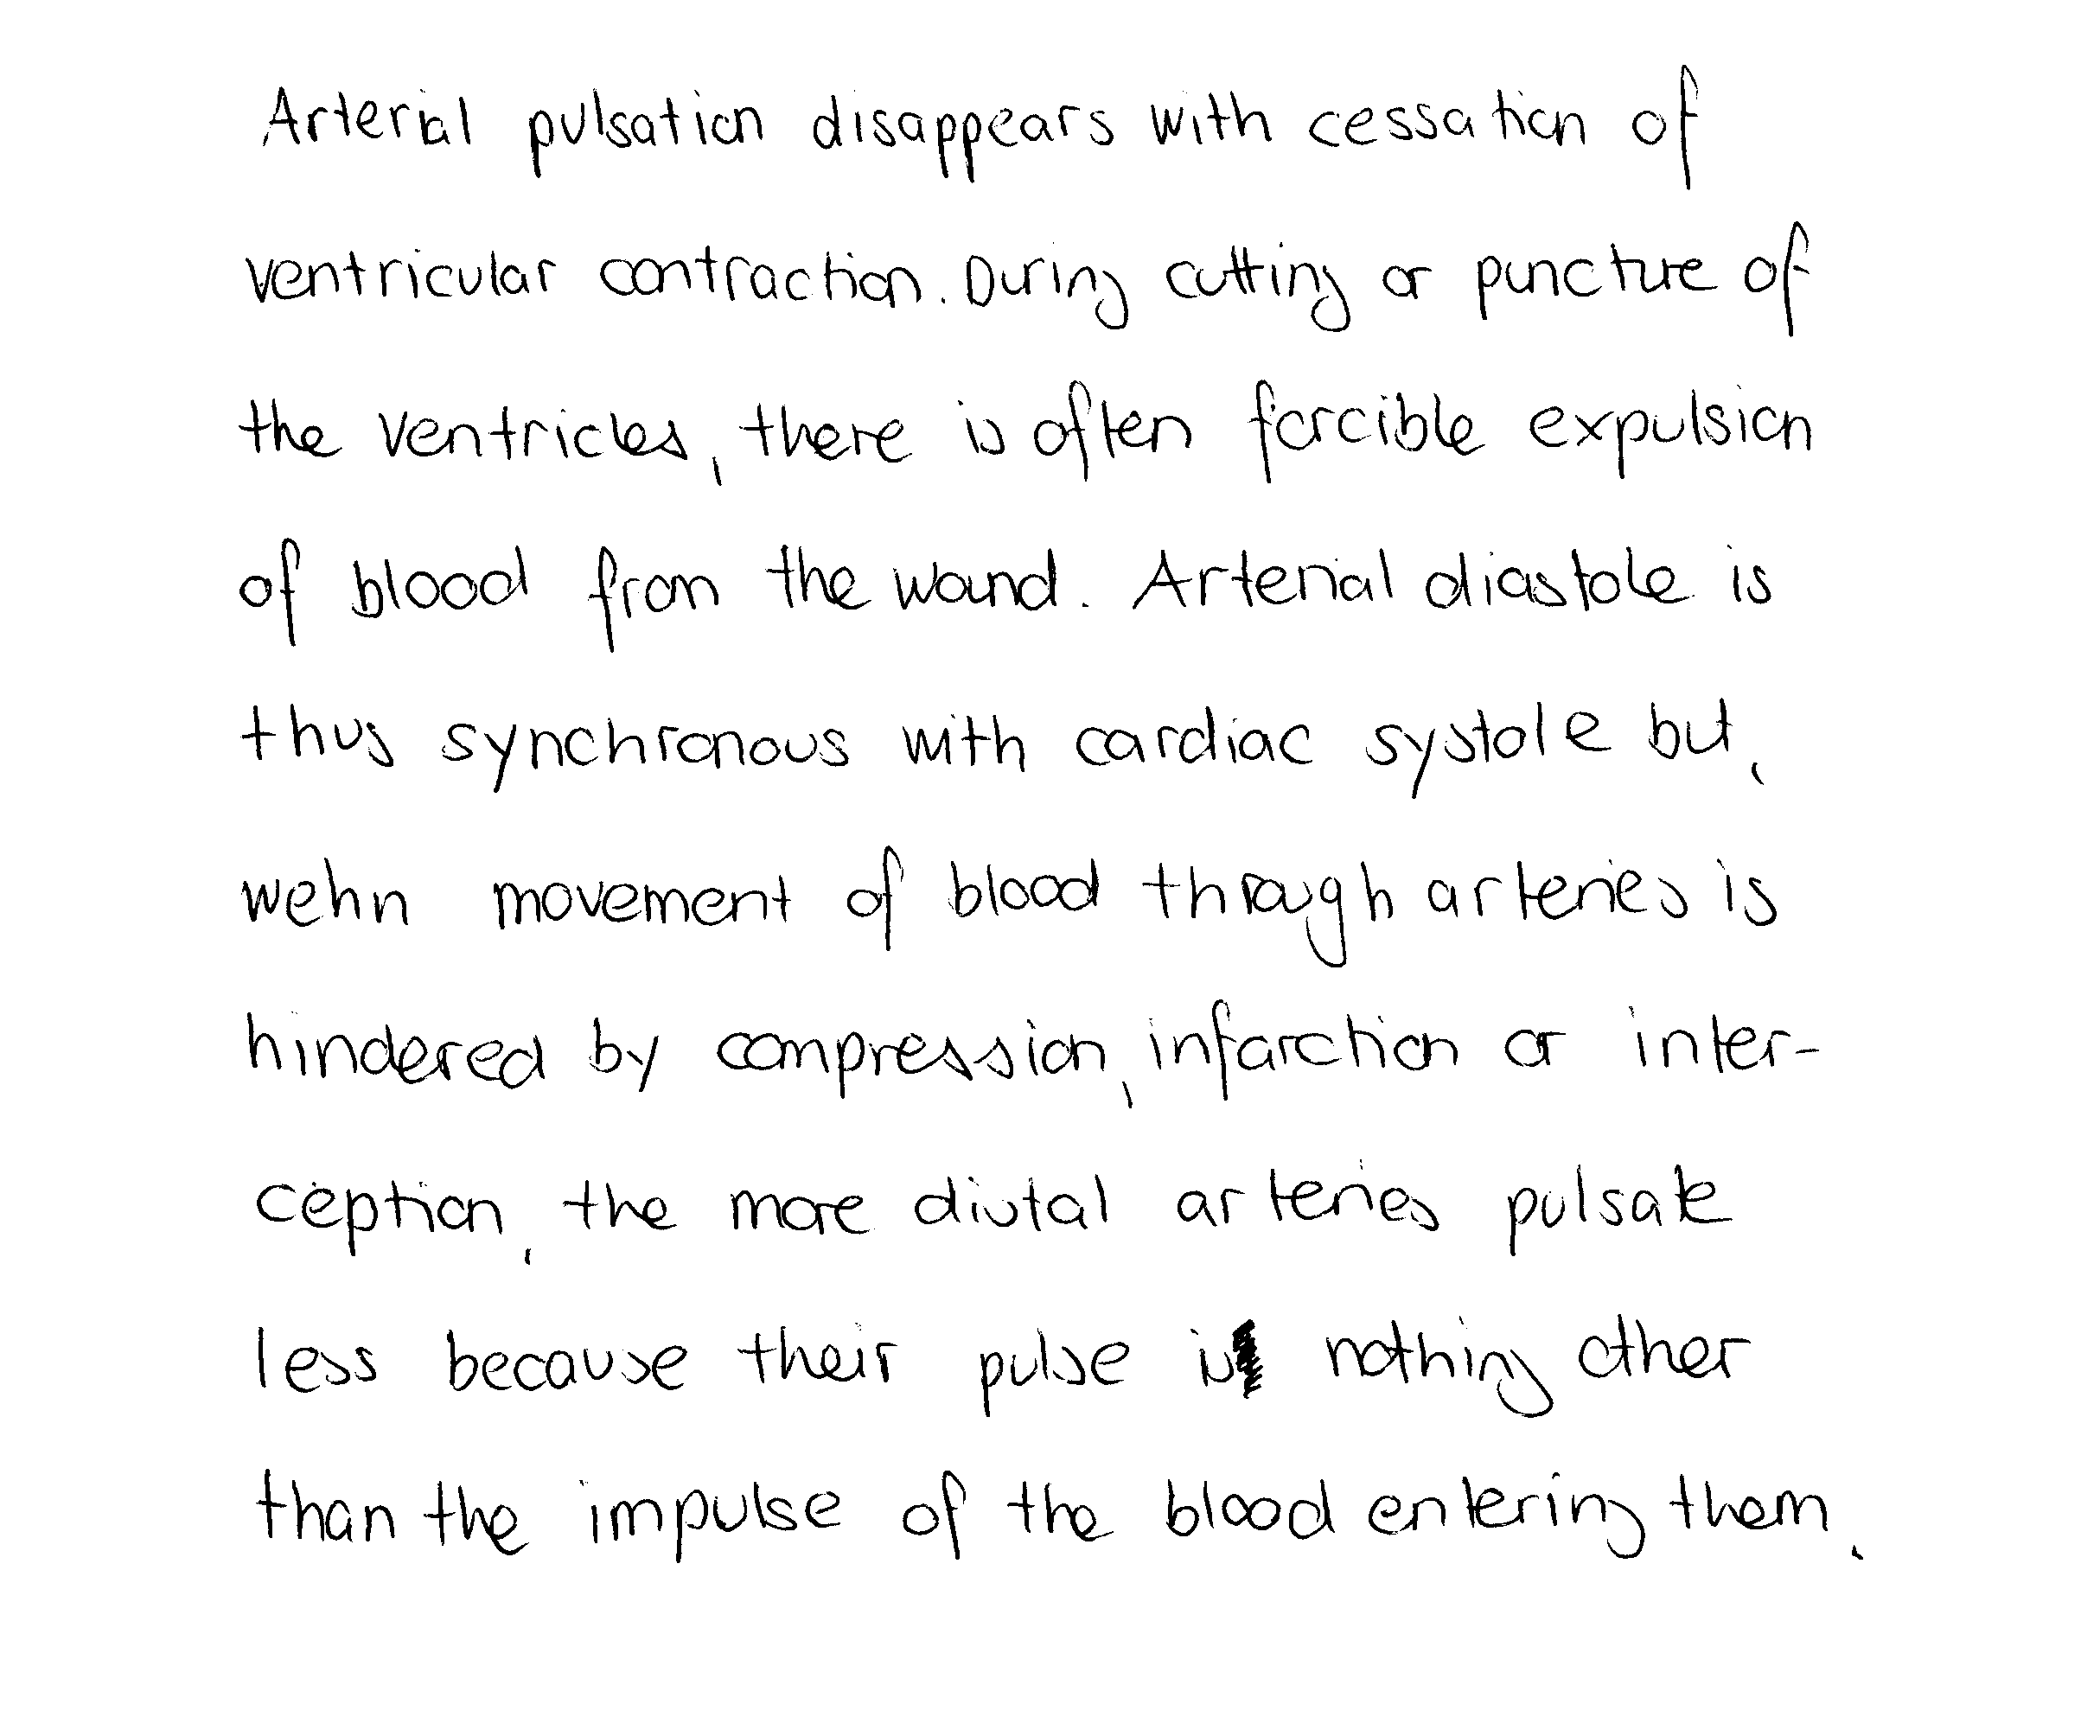 Arterial pulsation disappears with cessation of
ventricular contraction. During cutting or puncture of
the ventricles, there is often forcible expulsion
of blood from the wound. Arterial diastole is
thus synchronous with cardiac systole but,
wehn movement of blood through arteries is
hindered by compression, infarction or inter-
ception, the more distal arteries pulsate
less because their pulse is nothing other
than the impulse of the blood entering them.